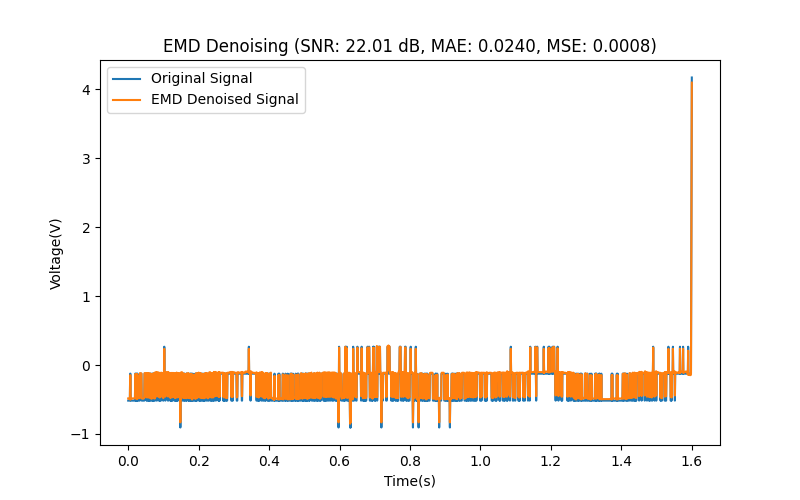 EMD Denoising (SNR: 22.01 dB, MAE: 0.0240, MSE: 0.0008)
Original Signal
EMD Denoised Signal
Voltage(V)
4
3
2
1
0
−1
0.0 0.2 0.4 0.6 0.8 1.0 1.2 1.4 1.6
Time(s)